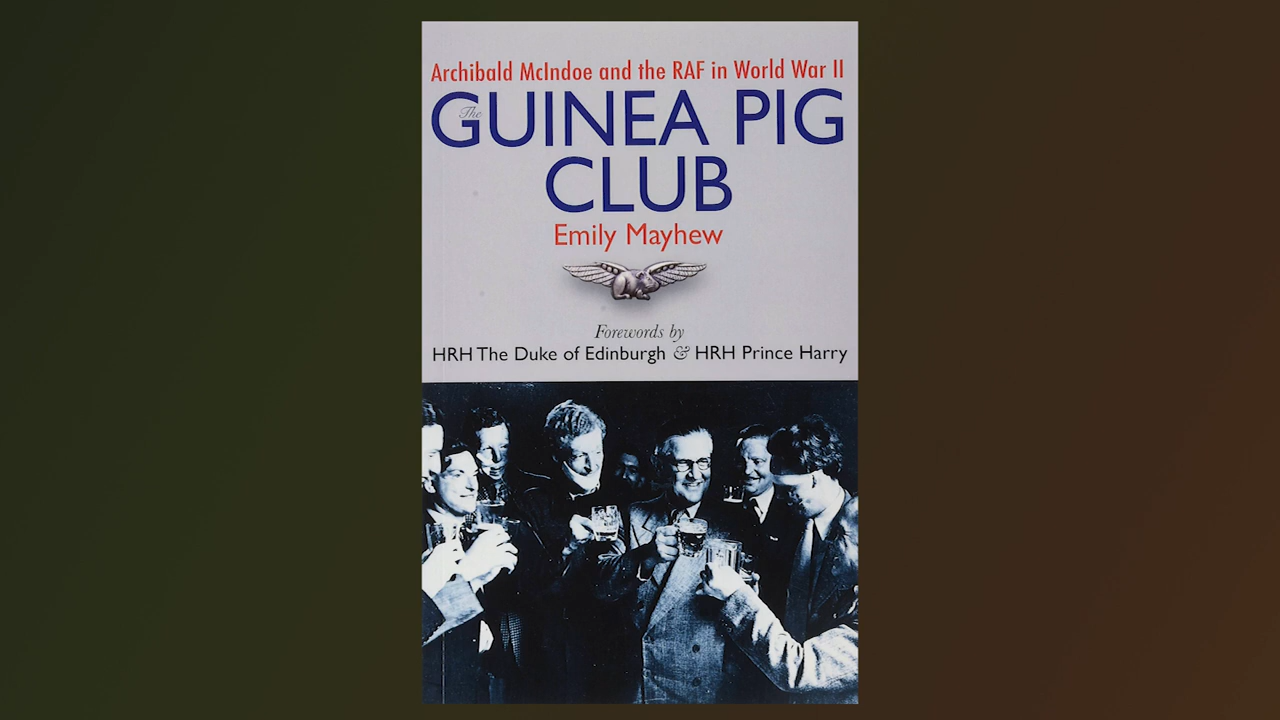 Archibald McIndoe and the RAF in World War II
The GUINEA PIG
CLUB
Emily Mayhew
Forewords by
HRH The Duke of Edinburgh & HRH Prince Harry